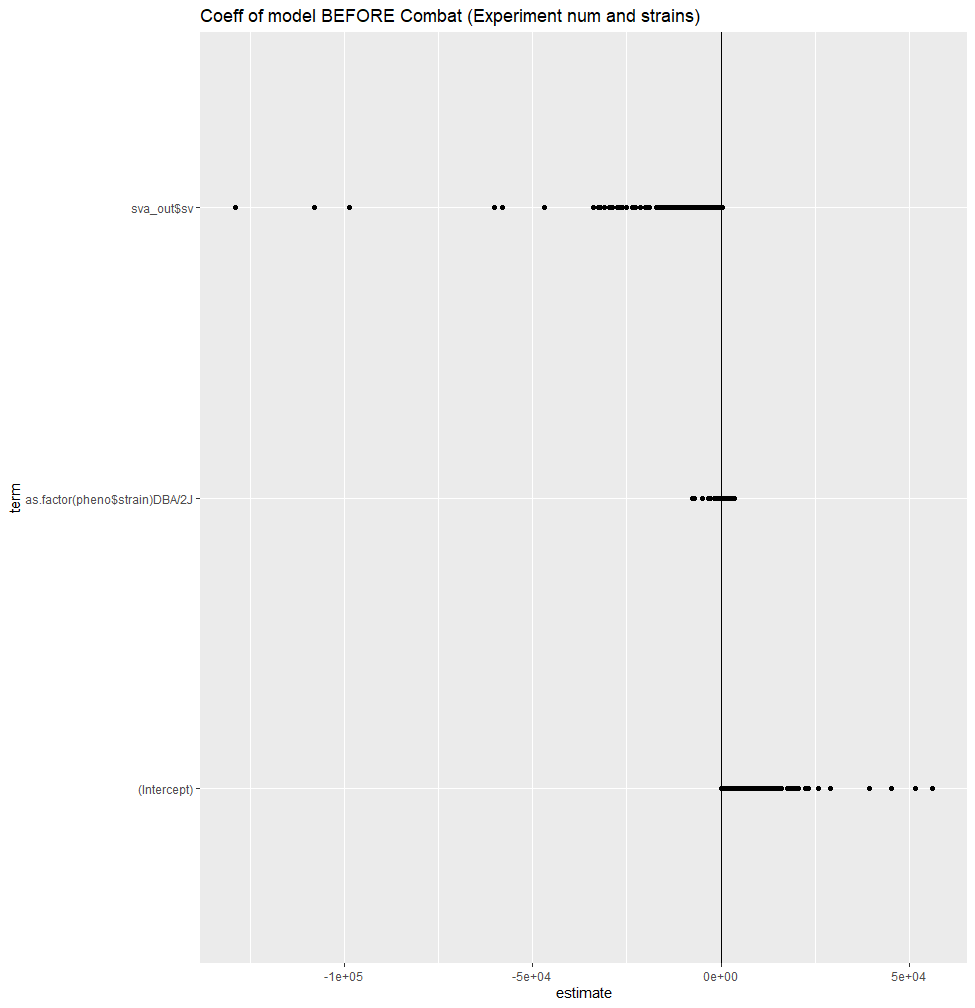 Coeff of model BEFORE Combat (Experiment num and strains)
sva_out$sv
as.factor(pheno$strain)DBA/2J
(Intercept)
term
-1e+05 -5e+04 0e+00 5e+04
estimate